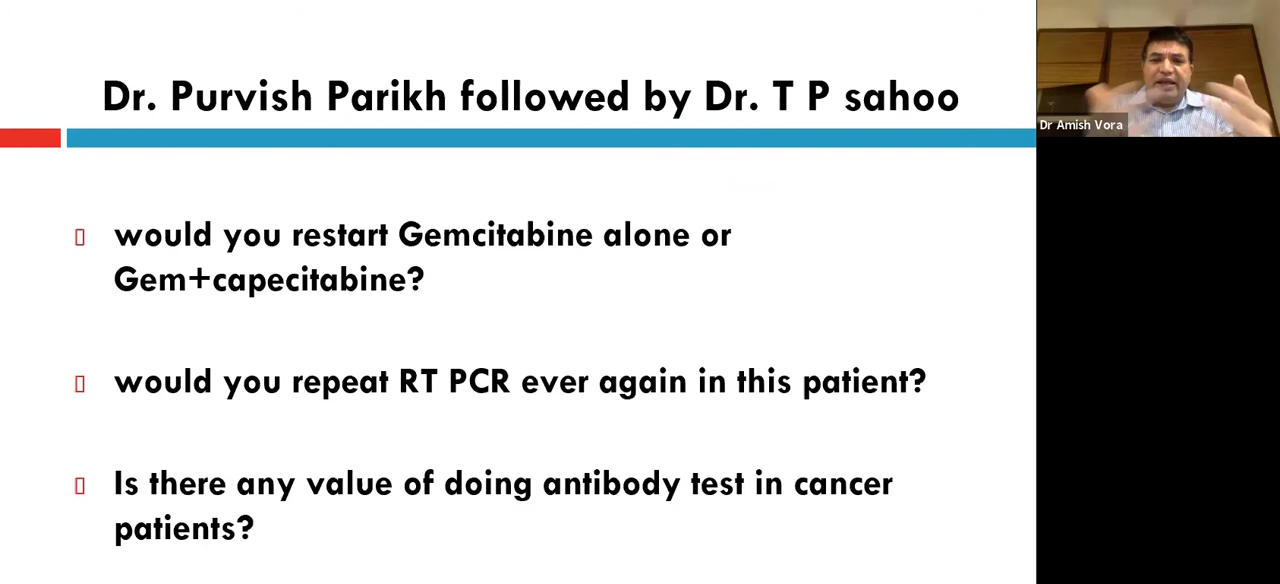 Dr. Purvish Parikh followed by Dr. T P sahoo
Dr Amish Vora
would you restart Gemcitabine alone or
Gem+capecitabine?
would you repeat RT PCR ever again in this patient?
Is there any value of doing antibody test in cancer
patients?